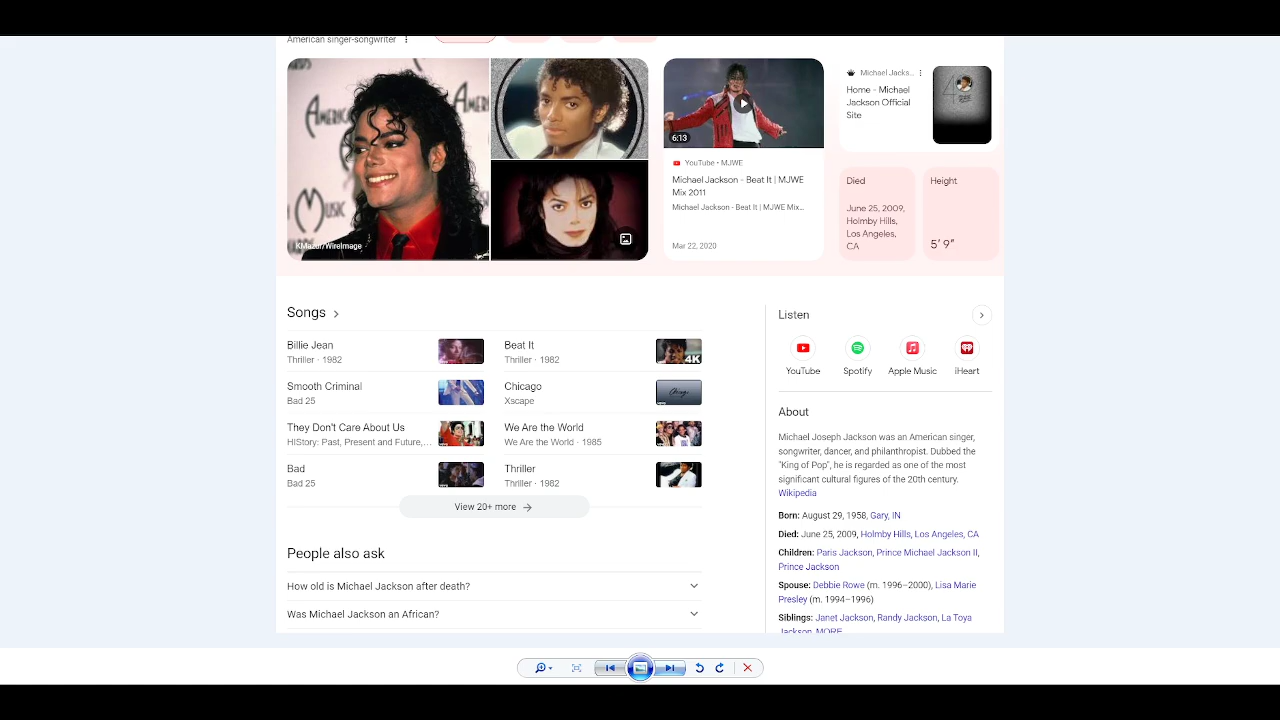 American singer-songwriter
AMERICAN
AMER
MUSIC
KMazur/WireImage
6:13
YouTube • MJWE
Michael Jackson - Beat It | MJWE
Mix 2011
Michael Jackson - Beat It | MJWE Mix...
Mar 22, 2020
Michael Jacks...
Home - Michael
Jackson Official
Site
Died
June 25, 2009,
Holmby Hills,
Los Angeles,
CA
Height
5′ 9″
Songs
Billie Jean
Thriller · 1982
Beat It
Thriller · 1982
4K
Smooth Criminal
Bad 25
Chicago
Xscape
Chicago
They Don't Care About Us
HIStory: Past, Present and Future,...
We Are the World
We Are the World · 1985
Bad
Bad 25
Thriller
Thriller · 1982
View 20+ more
People also ask
How old is Michael Jackson after death?
Was Michael Jackson an African?
Listen
YouTube
Spotify
Apple Music
iHeart
About
Michael Joseph Jackson was an American singer,
songwriter, dancer, and philanthropist. Dubbed the
"King of Pop", he is regarded as one of the most
significant cultural figures of the 20th century.
Wikipedia
Born: August 29, 1958, Gary, IN
Died: June 25, 2009, Holmby Hills, Los Angeles, CA
Children: Paris Jackson, Prince Michael Jackson II,
Prince Jackson
Spouse: Debbie Rowe (m. 1996–2000), Lisa Marie
Presley (m. 1994–1996)
Siblings: Janet Jackson, Randy Jackson, La Toya
Jackson, MORE